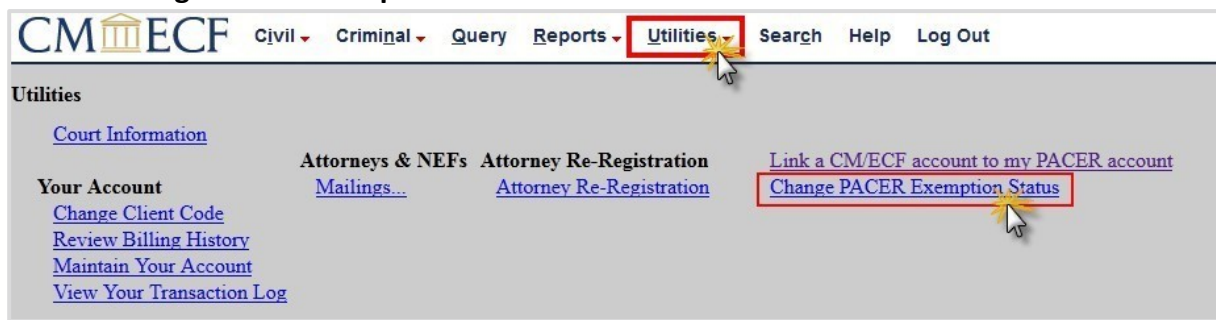 CM ECF Civil Criminal Query Reports Utilities Search Help Log Out
Utilities
Court Information
Attorneys & NEFs Attorney Re-Registration Link a CM/ECF account to my PACER account
Your Account Mailings... Attorney Re-Registration Change PACER Exemption Status
Change Client Code
Review Billing History
Maintain Your Account
View Your Transaction Log